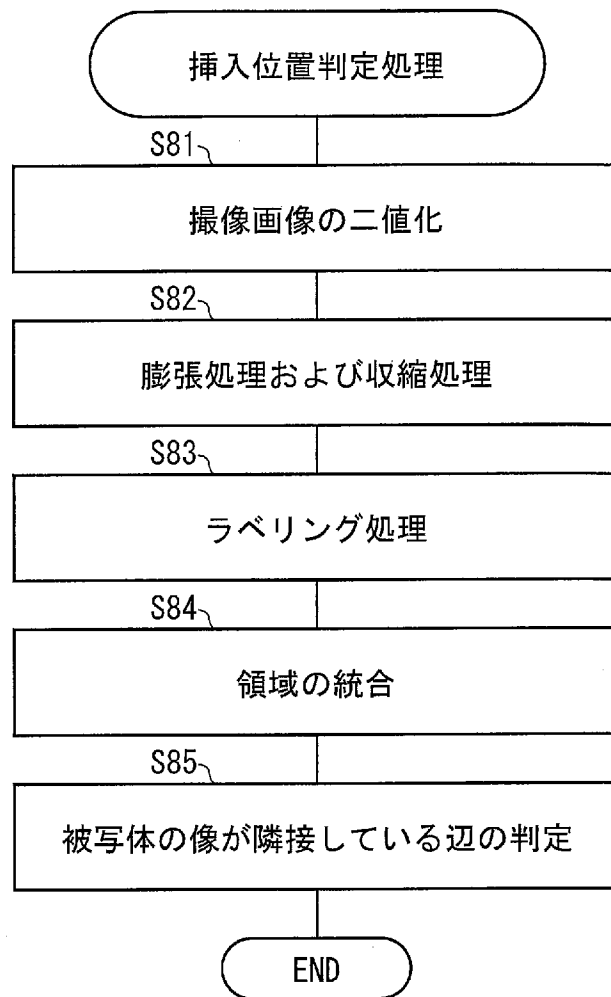 挿入位置判定処理
S81
撮像画像の二値化
S82
膨張処理および収縮処理
S83
ラベリング処理
S84
領域の統合
S85
被写体の像が隣接している辺の判定
END